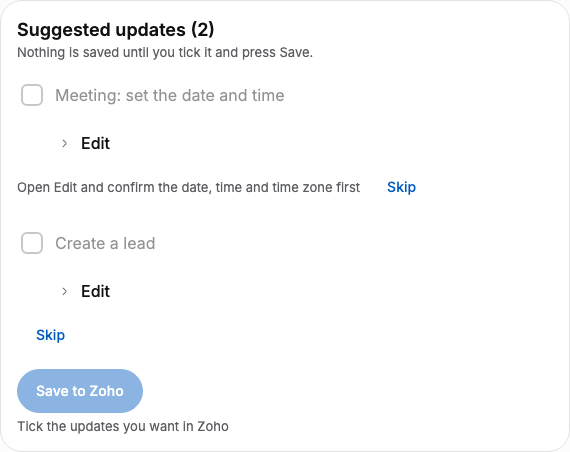 Suggested updates (2)
Nothing is saved until you tick it and press Save.
Meeting: set the date and time
Edit
Open Edit and confirm the date, time and time zone first Skip
Create a lead
Edit
Skip
Save to Zoho
Tick the updates you want in Zoho